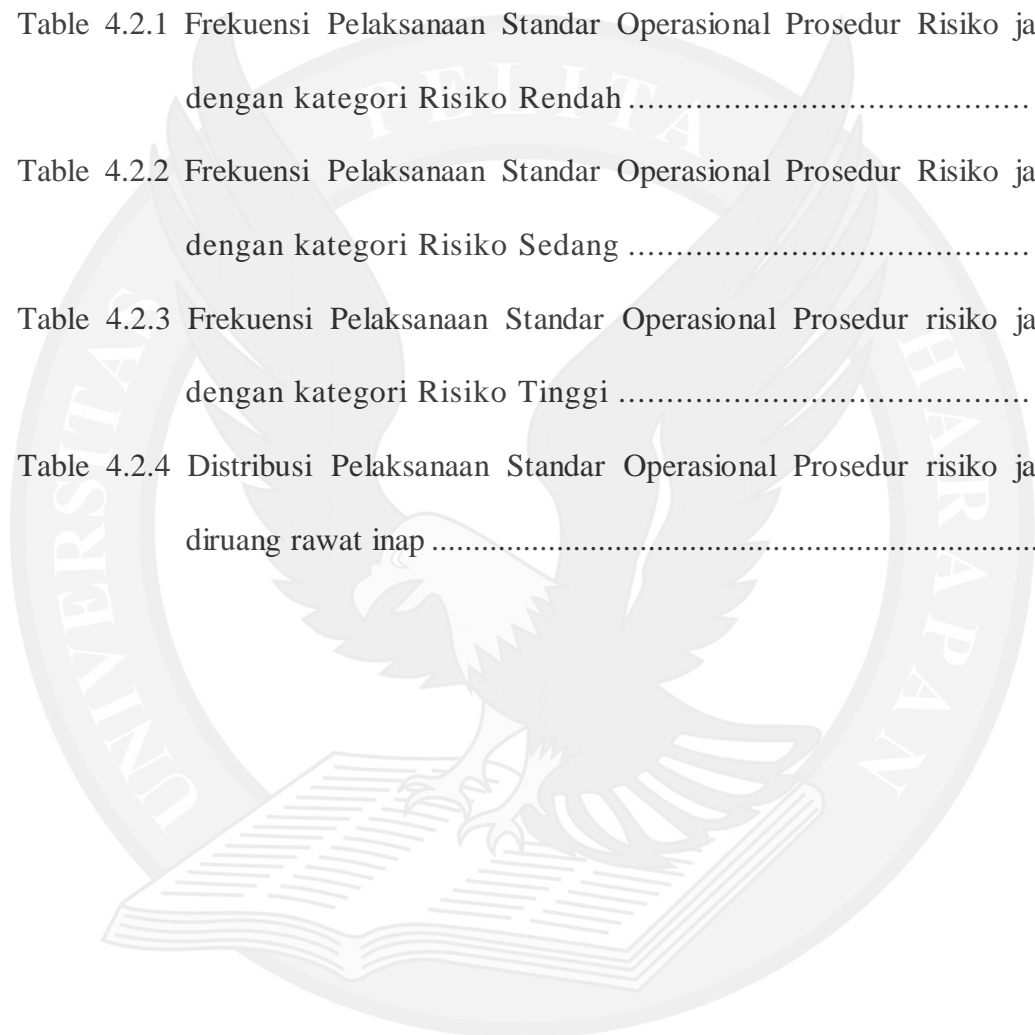 Table 4.2.1 Frekuensi Pelaksanaan Standar Operasional Prosedur Risiko ja
dengan kategori Risiko Rendah ..........................................
Table 4.2.2 Frekuensi Pelaksanaan Standar Operasional Prosedur Risiko ja
dengan kategori Risiko Sedang ..........................................
Table 4.2.3 Frekuensi Pelaksanaan Standar Operasional Prosedur risiko ja
dengan kategori Risiko Tinggi ...........................................
Table 4.2.4 Distribusi Pelaksanaan Standar Operasional Prosedur risiko ja
diruang rawat inap ................................................................
UNIVERSITAS PELITA HARAPAN